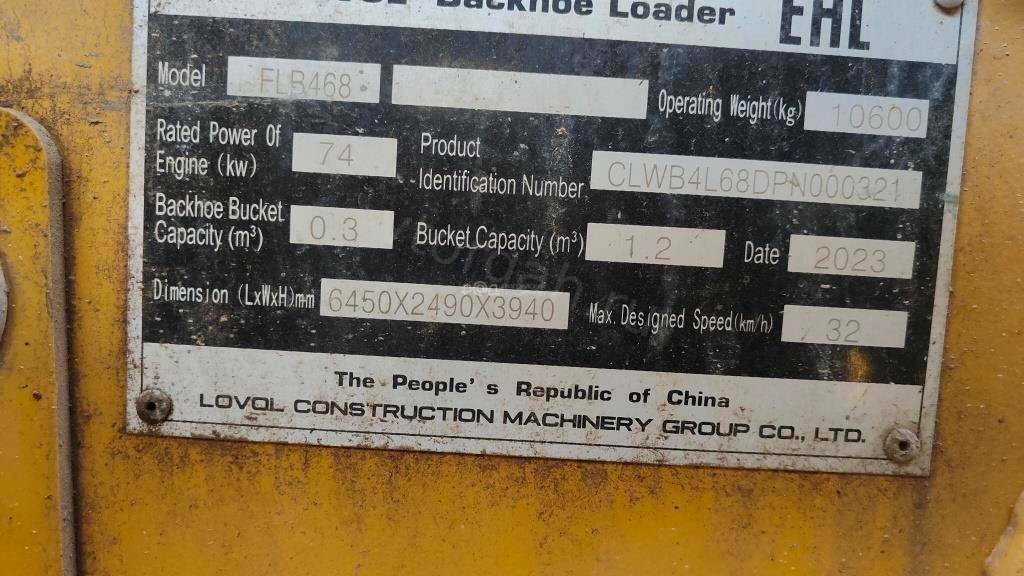 Backhoe Loader EAC
Model FLB468 Operating Weight(kg) 10600
Rated Power Of
Engine (kw) 74
Product
Identification Number CLWB4L68DPN000321
Backhoe Bucket
Capacity (m³) 0.3
Bucket Capacity (m³) 1.2
Date 2023
Dimension (LxWxH)mm 6450X2490X3940
Max. Designed Speed(km/h) 32
The People's Republic of China
LOVOL CONSTRUCTION MACHINERY GROUP CO., LTD.